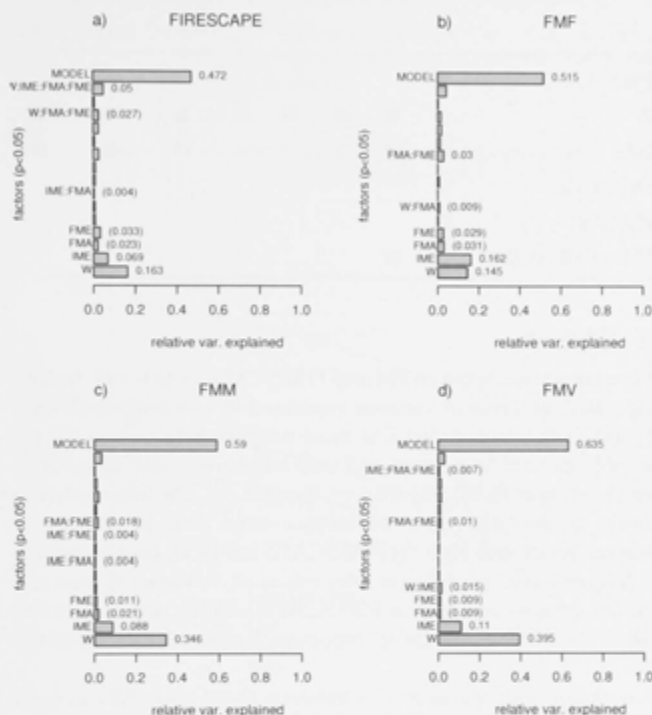 a) FIRESCAPE
MODEL 0.472
W:IME:FMA:FME 0.05
W:FMA:FME (0.027)
IME:FMA (0.004)
FME (0.033)
FMA (0.023)
IME 0.069
W 0.163
factors (p<0.05)
0.0 0.2 0.4 0.6 0.8 1.0
relative var. explained
b) FMF
MODEL 0.515
FMA:FME 0.03
W:FMA (0.009)
FME (0.029)
FMA (0.031)
IME 0.162
W 0.145
factors (p<0.05)
0.0 0.2 0.4 0.6 0.8 1.0
relative var. explained
c) FMM
MODEL 0.59
FMA:FME (0.018)
IME:FME (0.004)
IME:FMA (0.004)
FME (0.011)
FMA (0.021)
IME 0.088
W 0.346
factors (p<0.05)
0.0 0.2 0.4 0.6 0.8 1.0
relative var. explained
d) FMV
MODEL 0.635
IME:FMA:FME (0.007)
FMA:FME (0.01)
W:IME (0.015)
FME (0.009)
FMA (0.009)
IME 0.11
W 0.395
factors (p<0.05)
0.0 0.2 0.4 0.6 0.8 1.0
relative var. explained